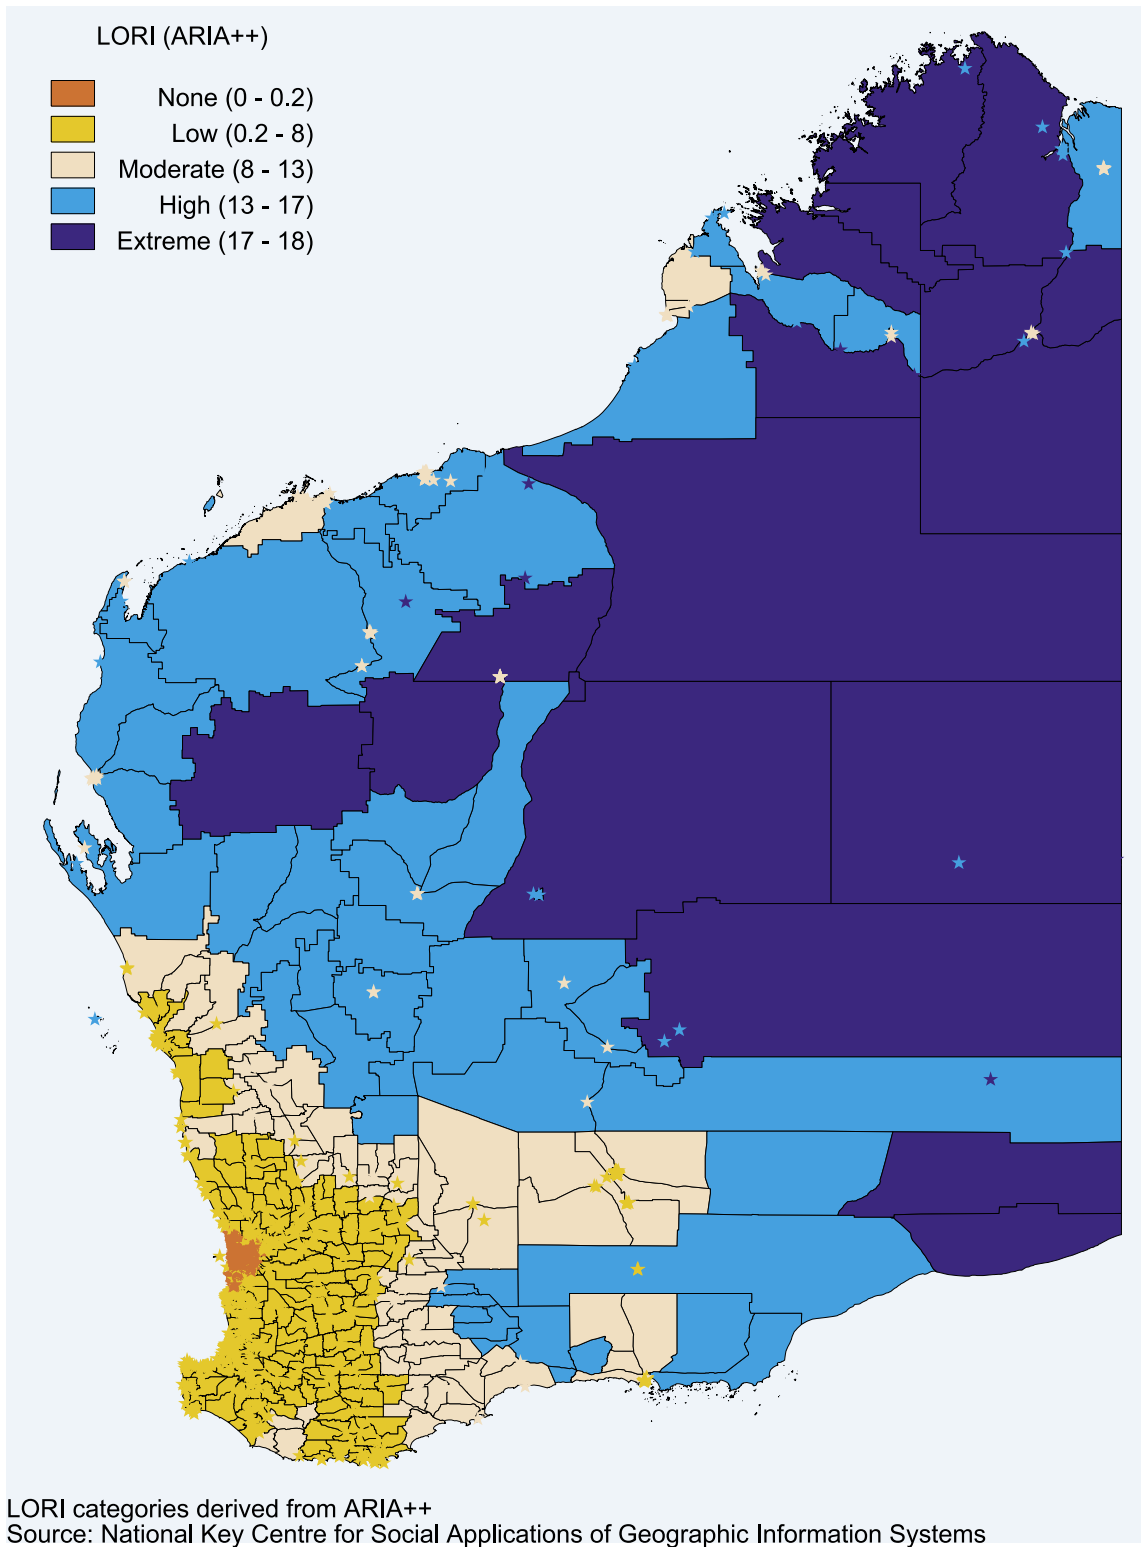 LORI (ARIA++)
None (0 - 0.2)
Low (0.2 - 8)
Moderate (8 - 13)
High (13 - 17)
Extreme (17 - 18)
LORI categories derived from ARIA++
Source: National Key Centre for Social Applications of Geographic Information Systems